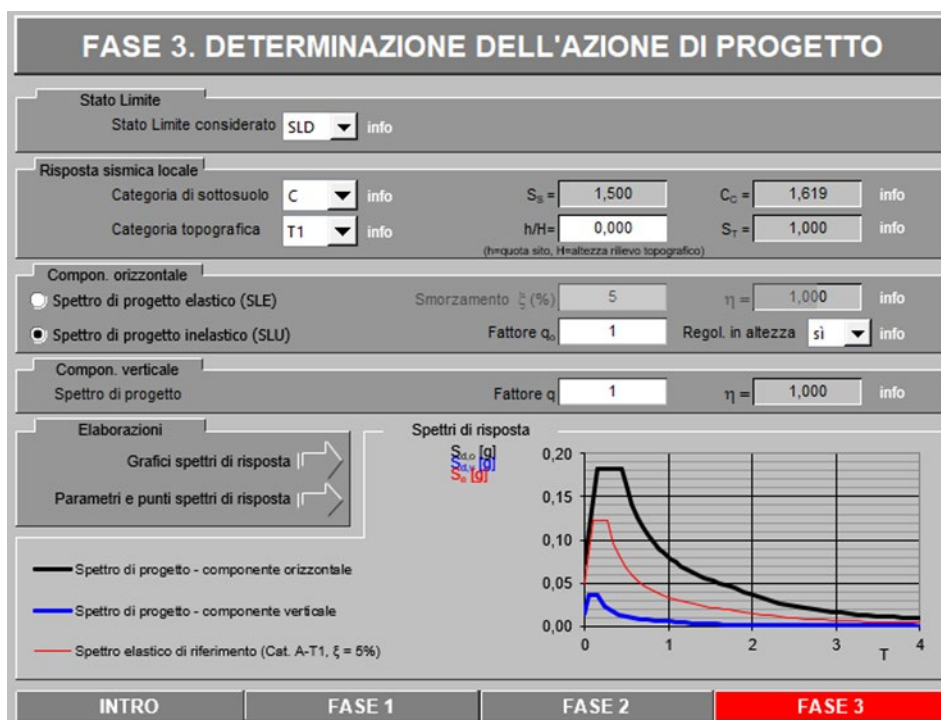 FASE 3. DETERMINAZIONE DELL'AZIONE DI PROGETTO
Stato Limite
Stato Limite considerato SLD info
Risposta sismica locale
Categoria di sottosuolo C info S_S = 1,500 C_C = 1,619 info
Categoria topografica T1 info h/H= 0,000 S_T = 1,000 info
(h=quota sito, H=altezza rilievo topografico)
Compon. orizzontale
Spettro di progetto elastico (SLE) Smorzamento ξ (%) 5 η = 1,000 info
Spettro di progetto inelastico (SLU) Fattore q_o 1 Regol. in altezza sì info
Compon. verticale
Spettro di progetto Fattore q 1 η = 1,000 info
Elaborazioni
Grafici spettri di risposta
Parametri e punti spettri di risposta
Spettri di risposta
S_d,o [g]
S_d,v [g]
S_e [g]
0,20
0,15
0,10
0,05
0,00
0 1 2 3 4
T
Spettro di progetto - componente orizzontale
Spettro di progetto - componente verticale
Spettro elastico di riferimento (Cat. A-T1, ξ = 5%)
INTRO FASE 1 FASE 2 FASE 3